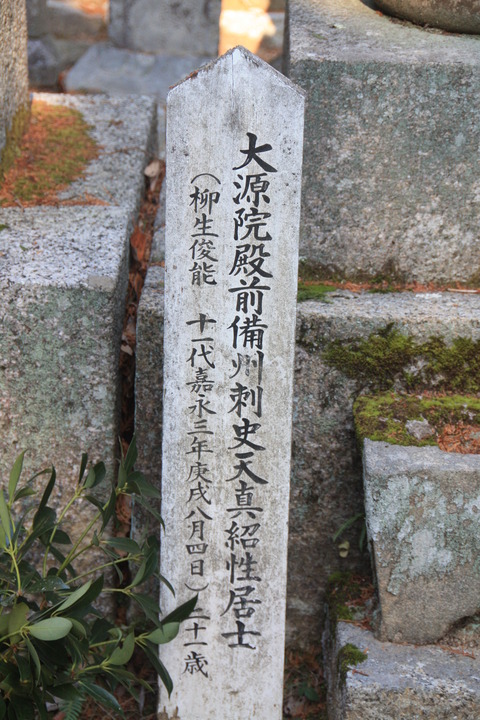 大源院殿前備州刺史天真紹性居士
(柳生俊能 十一代嘉永三年庚戌八月四日)二十一歳